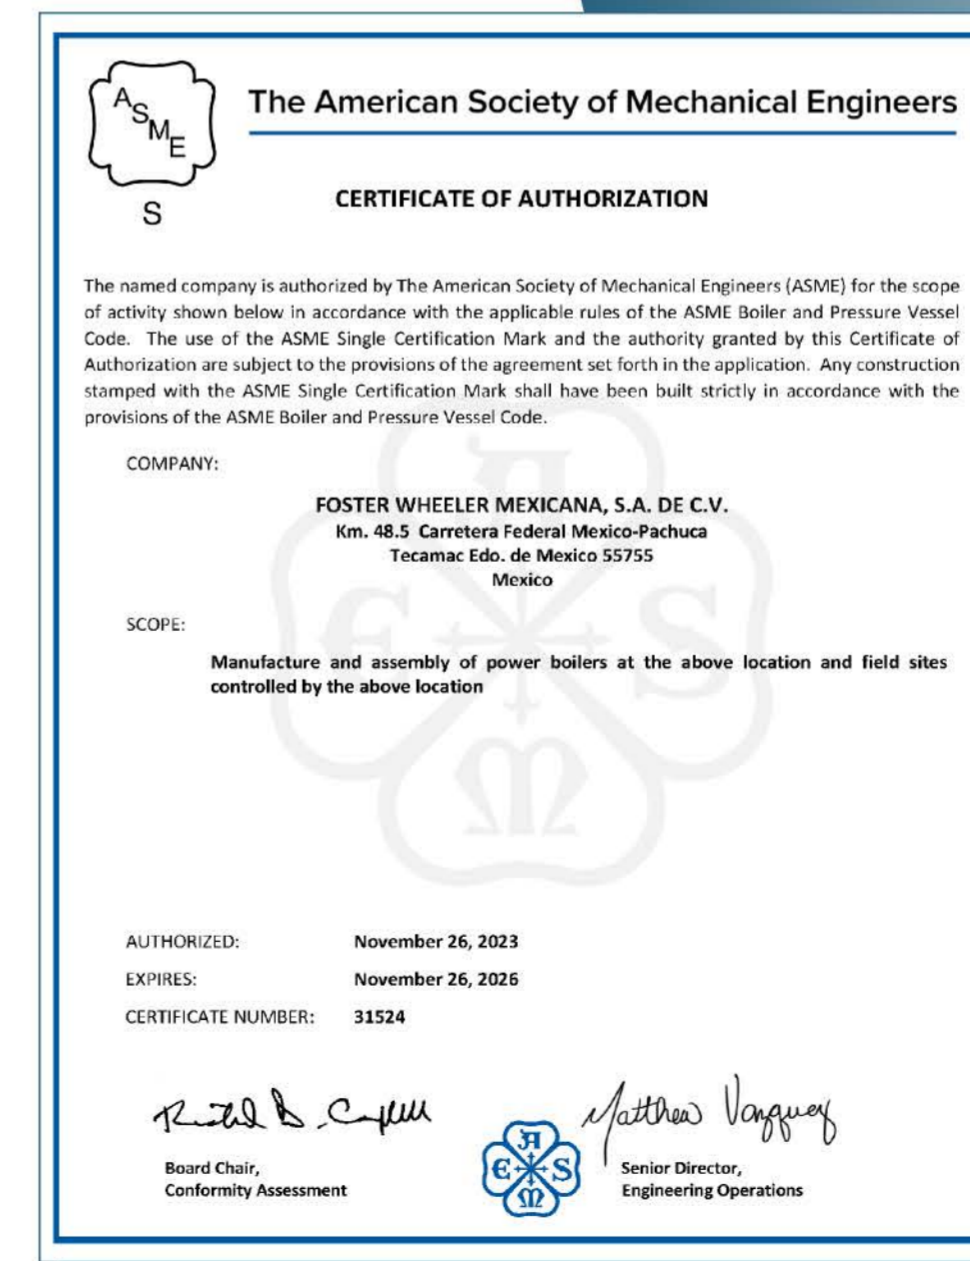 ASME
The American Society of Mechanical Engineers
S
CERTIFICATE OF AUTHORIZATION
The named company is authorized by The American Society of Mechanical Engineers (ASME) for the scope
of activity shown below in accordance with the applicable rules of the ASME Boiler and Pressure Vessel
Code. The use of the ASME Single Certification Mark and the authority granted by this Certificate of
Authorization are subject to the provisions of the agreement set forth in the application. Any construction
stamped with the ASME Single Certification Mark shall have been built strictly in accordance with the
provisions of the ASME Boiler and Pressure Vessel Code.
COMPANY:
FOSTER WHEELER MEXICANA, S.A. DE C.V.
Km. 48.5 Carretera Federal Mexico-Pachuca
Tecamac Edo. de Mexico 55755
Mexico
SCOPE:
Manufacture and assembly of power boilers at the above location and field sites
controlled by the above location
AUTHORIZED: November 26, 2023
EXPIRES: November 26, 2026
CERTIFICATE NUMBER: 31524
Matthew Vazquez
Board Chair,
Conformity Assessment
ASME
Senior Director,
Engineering Operations